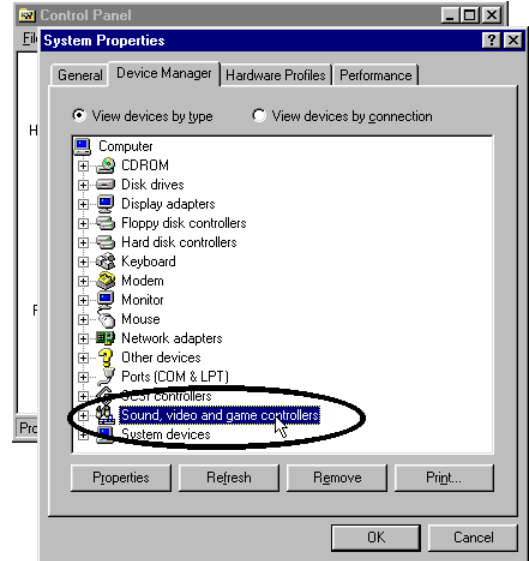 Control Panel
System Properties
General Device Manager Hardware Profiles Performance
View devices by type View devices by connection
Computer
CDROM
Disk drives
Display adapters
Floppy disk controllers
Hard disk controllers
Keyboard
Modem
Monitor
Mouse
Network adapters
Other devices
Ports (COM & LPT)
SCSI controllers
Sound, video and game controllers
System devices
Properties Refresh Remove Print...
OK Cancel